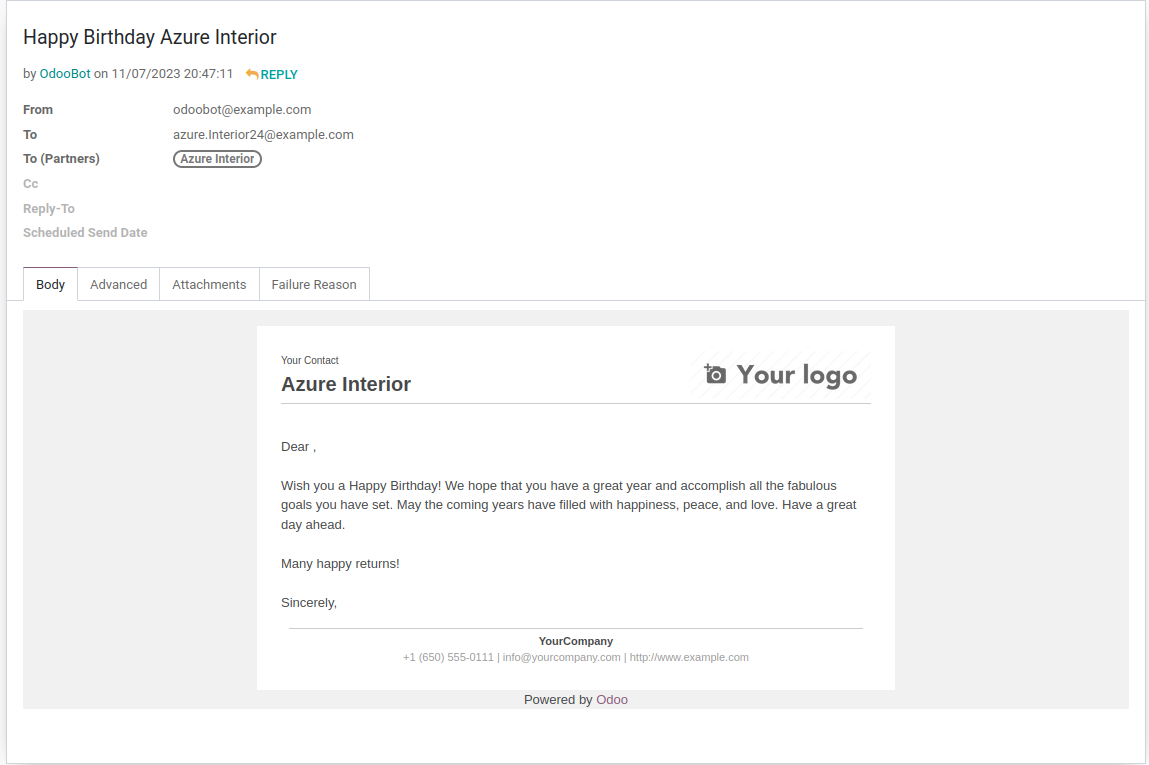 Happy Birthday Azure Interior
by OdooBot on 11/07/2023 20:47:11 REPLY
From odoobot@example.com
To azure.Interior24@example.com
To (Partners) Azure Interior
Cc
Reply-To
Scheduled Send Date
Body Advanced Attachments Failure Reason
Your Contact
Azure Interior
Your logo
Dear ,
Wish you a Happy Birthday! We hope that you have a great year and accomplish all the fabulous
goals you have set. May the coming years have filled with happiness, peace, and love. Have a great
day ahead.
Many happy returns!
Sincerely,
YourCompany
+1 (650) 555-0111 | info@yourcompany.com | http://www.example.com
Powered by Odoo